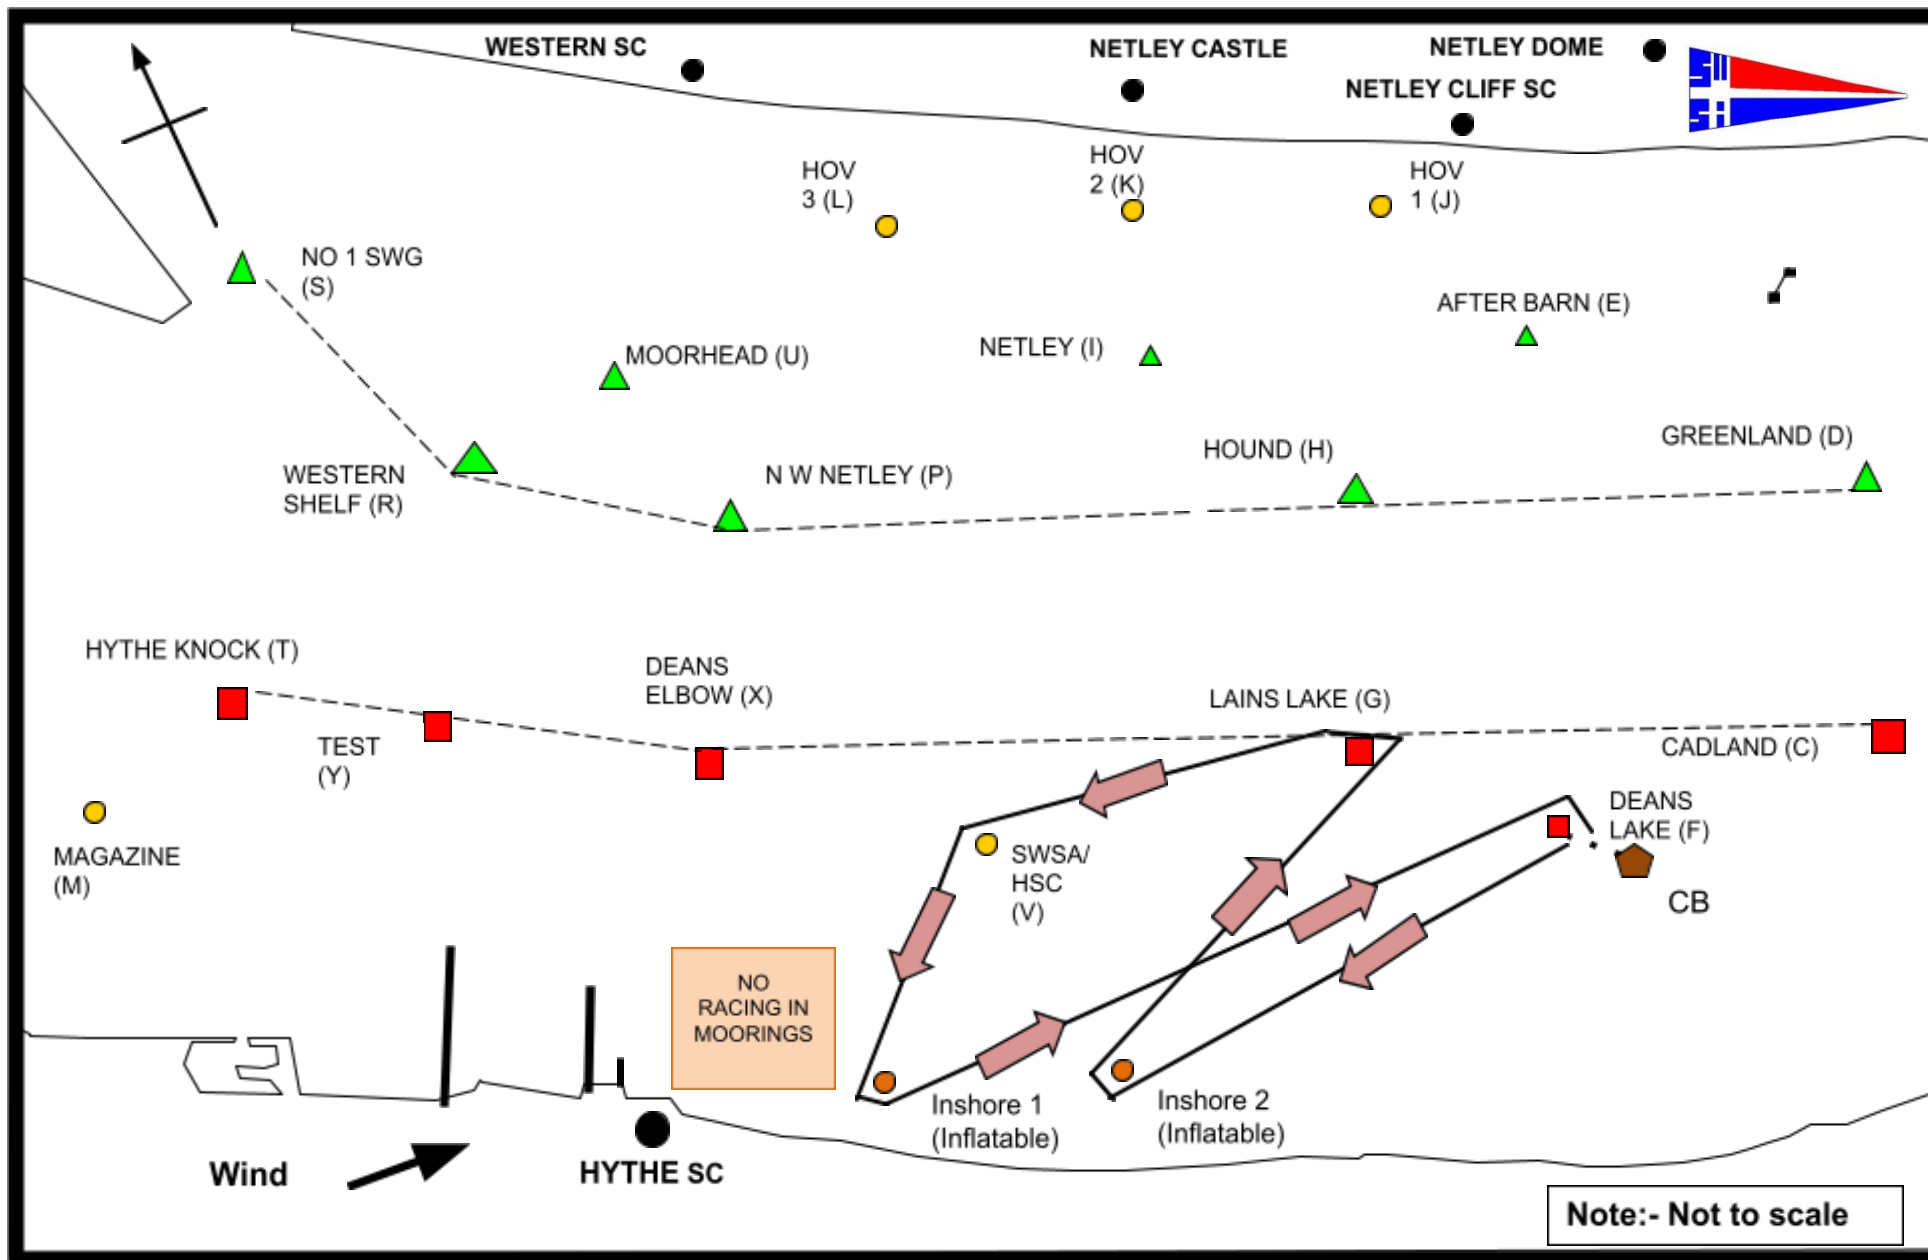 WESTERN SC
NETLEY CASTLE
NETLEY DOME
NETLEY CLIFF SC
HOV
3 (L)
HOV
2 (K)
HOV
1 (J)
NO 1 SWG
(S)
AFTER BARN (E)
MOORHEAD (U)
NETLEY (I)
WESTERN
SHELF (R)
N W NETLEY (P)
HOUND (H)
GREENLAND (D)
HYTHE KNOCK (T)
DEANS
ELBOW (X)
LAINS LAKE (G)
TEST
(Y)
CADLAND (C)
MAGAZINE
(M)
SWSA/
HSC
(V)
DEANS
LAKE (F)
CB
NO
RACING IN
MOORINGS
Inshore 1
(Inflatable)
Inshore 2
(Inflatable)
Wind
HYTHE SC
Note:- Not to scale